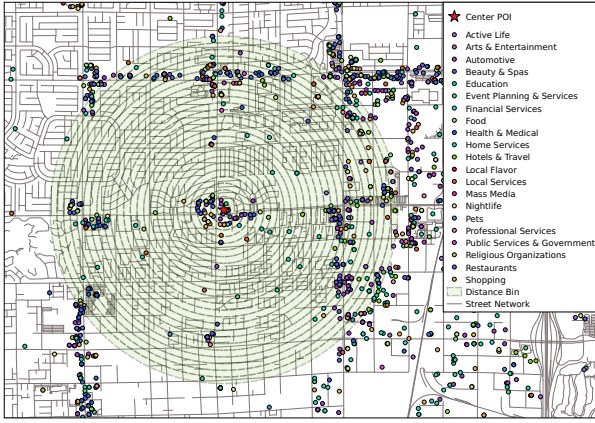 Center POI
Active Life
Arts & Entertainment
Automotive
Beauty & Spas
Education
Event Planning & Services
Financial Services
Food
Health & Medical
Home Services
Hotels & Travel
Local Flavor
Local Services
Mass Media
Nightlife
Pets
Professional Services
Public Services & Government
Religious Organizations
Restaurants
Shopping
Distance Bin
Street Network